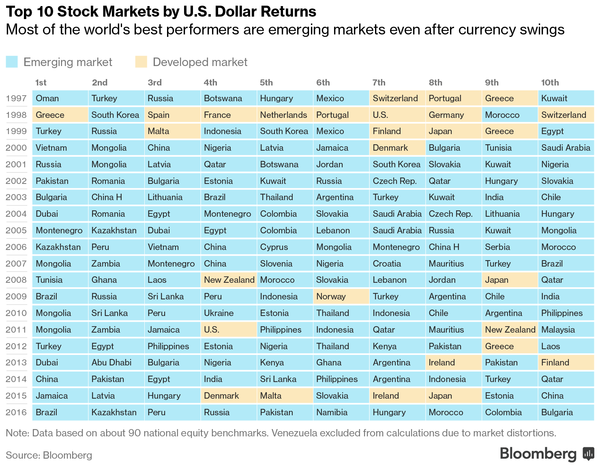 Top 10 Stock Markets by U.S. Dollar Returns
Most of the world's best performers are emerging markets even after currency swings
Emerging market Developed market
1st 2nd 3rd 4th 5th 6th 7th 8th 9th 10th
1997 Oman Turkey Russia Botswana Hungary Mexico Switzerland Portugal Greece Kuwait
1998 Greece South Korea Spain France Netherlands Portugal U.S. Germany Morocco Switzerland
1999 Turkey Russia Malta Indonesia South Korea Mexico Finland Japan Greece Egypt
2000 Vietnam Mongolia China Nigeria Latvia Jamaica Denmark Bulgaria Tunisia Saudi Arabia
2001 Russia Mongolia Latvia Qatar Botswana Jordan South Korea Slovakia Kuwait Nigeria
2002 Pakistan Romania Bulgaria Estonia Kuwait Russia Czech Rep. Qatar Hungary Slovakia
2003 Bulgaria China H Lithuania Brazil Thailand Argentina Turkey Kuwait India Chile
2004 Dubai Romania Egypt Montenegro Colombia Slovakia Saudi Arabia Czech Rep. Lithuania Hungary
2005 Montenegro Kazakhstan Dubai Egypt Colombia Lebanon Saudi Arabia Russia Kuwait Mongolia
2006 Kazakhstan Peru Vietnam China Cyprus Mongolia Montenegro China H Serbia Morocco
2007 Mongolia Zambia Montenegro China Slovenia Nigeria Croatia Mauritius Turkey Brazil
2008 Tunisia Ghana Laos New Zealand Morocco Slovakia Lebanon Jordan Japan Qatar
2009 Brazil Russia Sri Lanka Peru Indonesia Norway Turkey Argentina Chile India
2010 Mongolia Sri Lanka Peru Ukraine Estonia Thailand Indonesia Chile Argentina Philippines
2011 Mongolia Zambia Jamaica U.S. Philippines Indonesia Qatar Mauritius New Zealand Malaysia
2012 Turkey Egypt Philippines Estonia Nigeria Thailand Kenya Pakistan Greece Laos
2013 Dubai Abu Dhabi Bulgaria Nigeria Kenya Ghana Argentina Ireland Pakistan Finland
2014 China Pakistan Egypt India Sri Lanka Philippines Argentina Indonesia Turkey Qatar
2015 Jamaica Latvia Hungary Denmark Malta Slovakia Ireland Japan Estonia China
2016 Brazil Kazakhstan Peru Russia Pakistan Namibia Hungary Morocco Colombia Bulgaria
Note: Data based on about 90 national equity benchmarks. Venezuela excluded from calculations due to market distortions.
Source: Bloomberg
Bloomberg